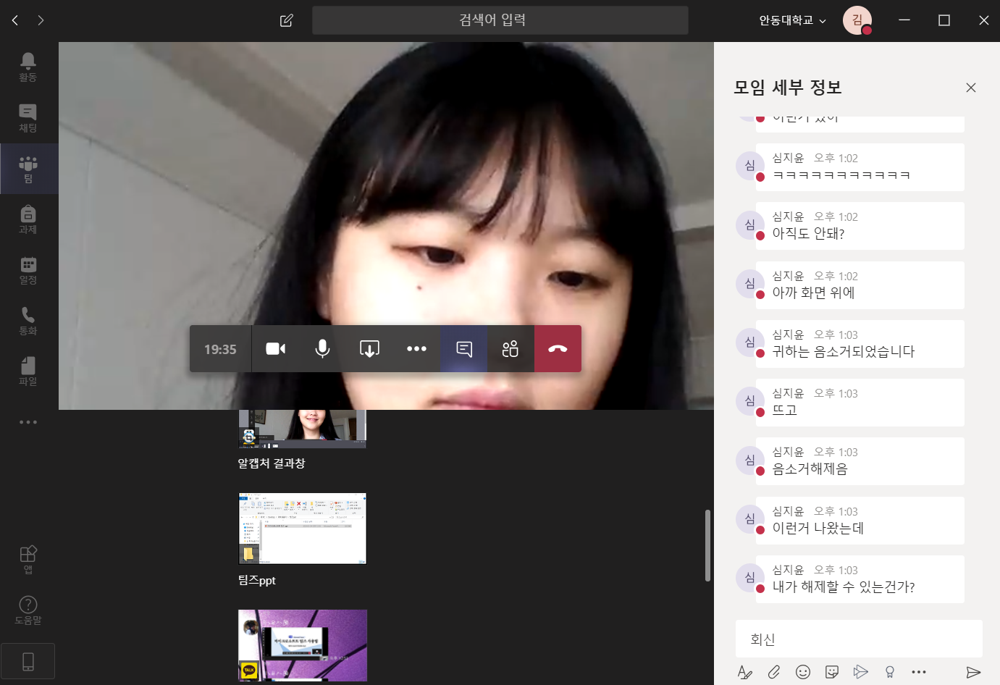 검색어 입력
안동대학교
김
활동
채팅
팀
과제
일정
통화
파일
앱
도움말
19:35
알캡처 결과창
팀즈ppt
TALK
모임 세부 정보
심지윤 오후 1:02
심
ㅋㅋㅋㅋㅋㅋㅋㅋㅋㅋㅋ
심지윤 오후 1:02
심
아직도 안돼?
심지윤 오후 1:02
심
아까 화면 위에
심지윤 오후 1:03
심
귀하는 음소거되었습니다
심지윤 오후 1:03
심
뜨고
심지윤 오후 1:03
심
음소거해제음
심지윤 오후 1:03
심
이런거 나왔는데
심지윤 오후 1:03
심
내가 해제할 수 있는건가?
회신